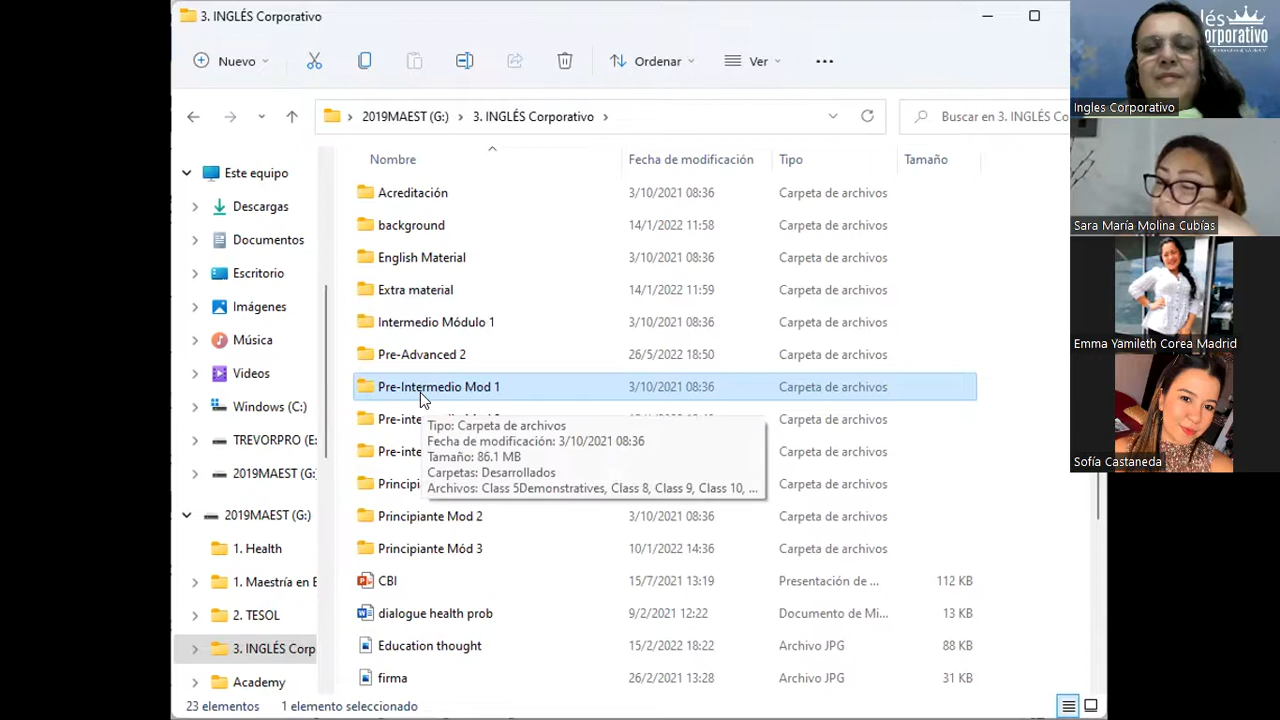 3. INGLÉS Corporativo
Nuevo
Ordenar
Ver
2019MAEST (G:)
3. INGLÉS Corporativo
Buscar en 3. INGLÉS Co
Nombre
Fecha de modificación
Tipo
Tamaño
Este equipo
Descargas
Documentos
Escritorio
Imágenes
Música
Videos
Windows (C:)
TREVORPRO (E:
2019MAEST (G:
2019MAEST (G:)
1. Health
1. Maestría en E
2. TESOL
3. INGLÉS Corp
Academy
Acreditación 3/10/2021 08:36 Carpeta de archivos
background 14/1/2022 11:58 Carpeta de archivos
English Material 3/10/2021 08:36 Carpeta de archivos
Extra material 14/1/2022 11:59 Carpeta de archivos
Intermedio Módulo 1 3/10/2021 08:36 Carpeta de archivos
Pre-Advanced 2 26/5/2022 18:50 Carpeta de archivos
Pre-Intermedio Mod 1 3/10/2021 08:36 Carpeta de archivos
Pre-inte Carpeta de archivos
Pre-inte Carpeta de archivos
Principi Carpeta de archivos
Tipo: Carpeta de archivos
Fecha de modificación: 3/10/2021 08:36
Tamaño: 86.1 MB
Carpetas: Desarrollados
Archivos: Class 5Demonstratives, Class 8, Class 9, Class 10, ...
Principiante Mod 2 3/10/2021 08:36 Carpeta de archivos
Principiante Mód 3 10/1/2022 14:36 Carpeta de archivos
CBI 15/7/2021 13:19 Presentación de ... 112 KB
dialogue health prob 9/2/2021 12:22 Documento de Mi... 13 KB
Education thought 15/2/2022 18:22 Archivo JPG 88 KB
firma 26/2/2021 13:28 Archivo JPG 31 KB
23 elementos 1 elemento seleccionado
lés
orporativo
Ingles Corporativo
Sara María Molina Cubías
Emma Yamileth Corea Madrid
Sofía Castaneda